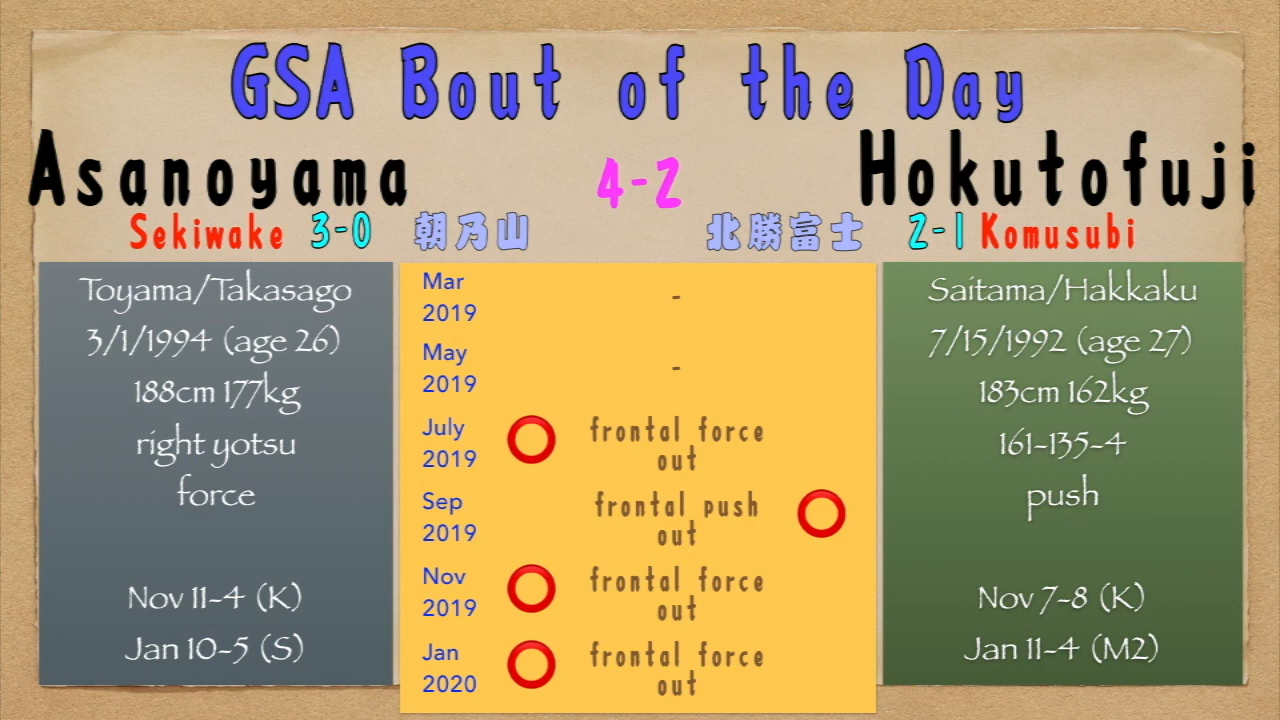 GSA Bout of the Day
Asanoyama 4-2 Hokutofuji
Sekiwake 3-0 朝乃山 北勝富士 2-1 Komusubi
Toyama/Takasago
3/1/1994 (age 26)
188cm 177kg
right yotsu
force
Nov 11-4 (K)
Jan 10-5 (S)
Mar
2019
-
May
2019
-
July
2019
frontal force
out
Sep
2019
frontal push
out
Nov
2019
frontal force
out
Jan
2020
frontal force
out
Saitama/Hakkaku
7/15/1992 (age 27)
183cm 162kg
161-135-4
push
Nov 7-8 (K)
Jan 11-4 (M2)